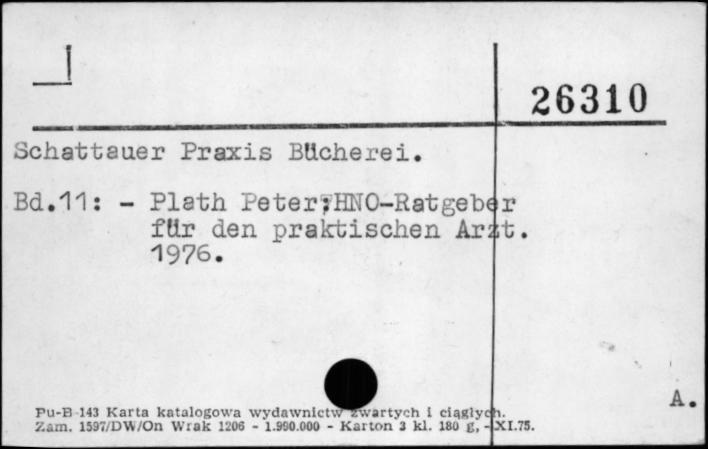 26310
Schattauer Praxis Bücherei.
Bd.11: - Plath Peter:HNO-Ratgeber
für den praktischen Arzt.
1976.
A.
Pu-B-143 Karta katalogowa wydawnictw zwartych i ciągłych.
Zam. 1597/DW/On Wrak 1206 - 1.990.000 - Karton 3 kl. 180 g, - XI.75.